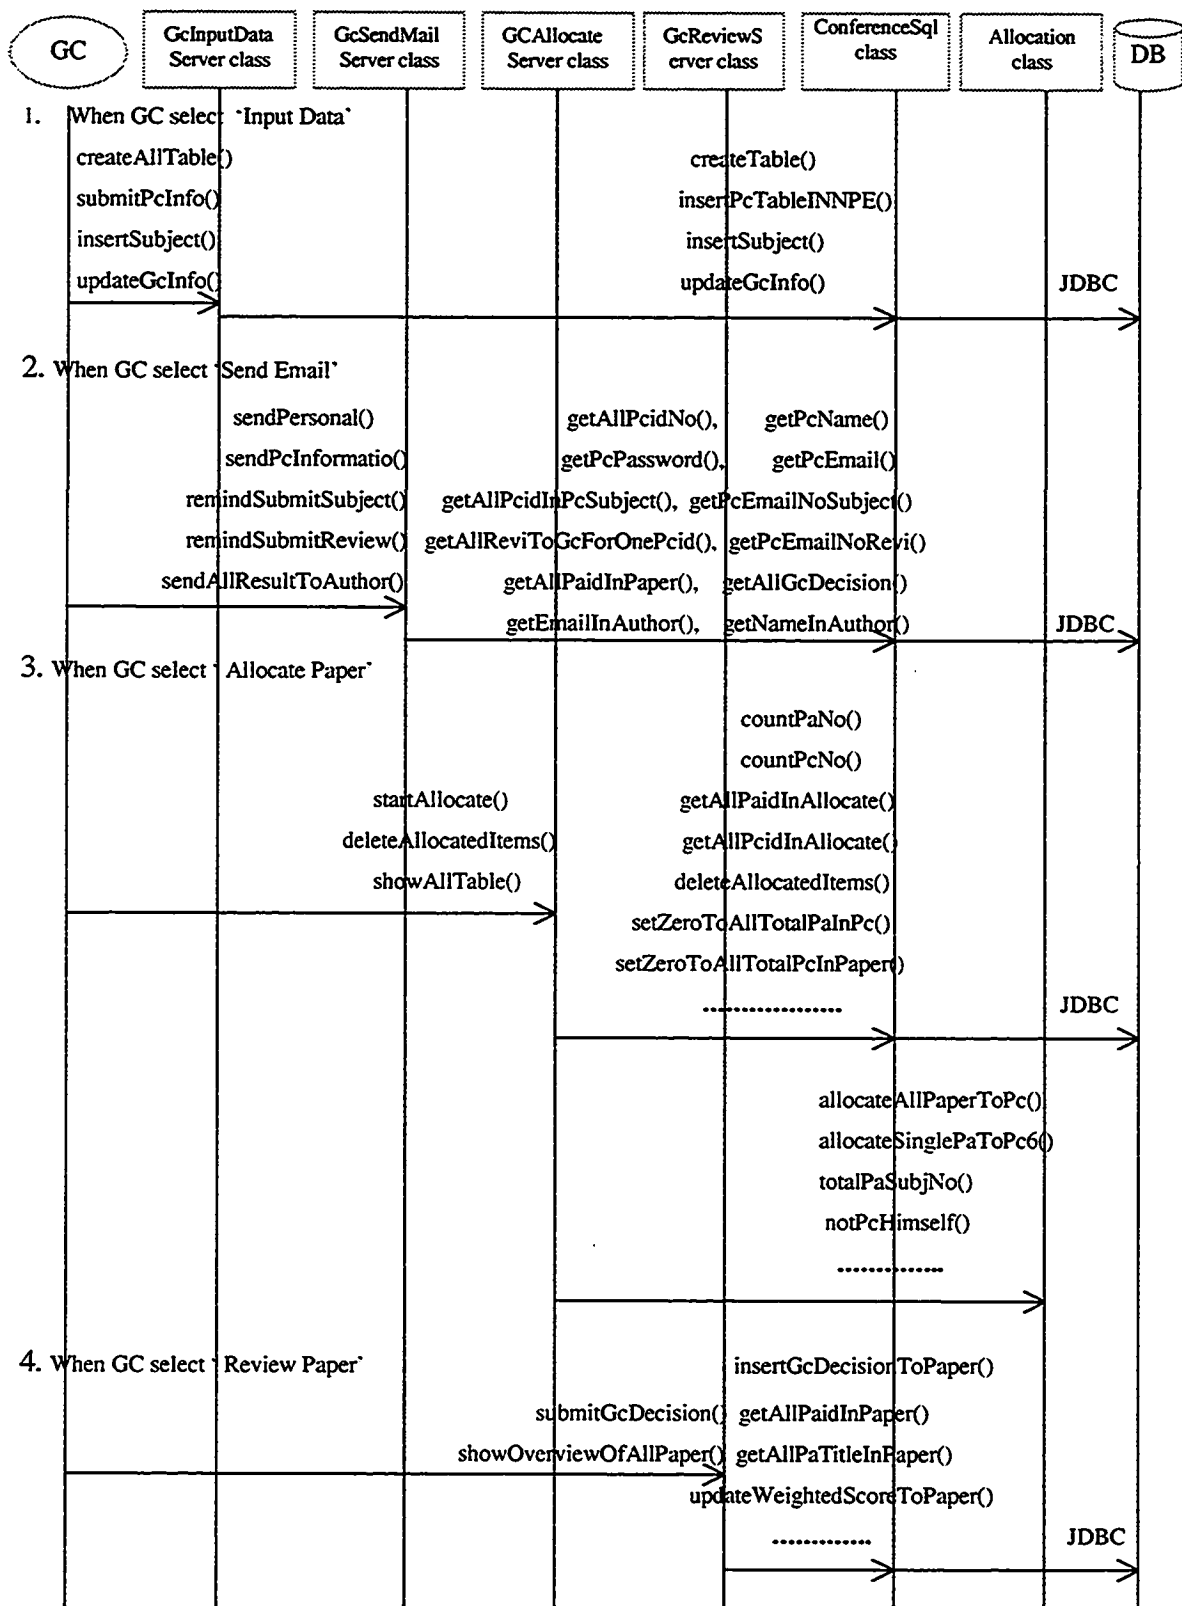 GC
GcInputData
Server class
GcSendMail
Server class
GCAllocate
Server class
GcReviewS
erver class
ConferenceSql
class
Allocation
class
DB
1. When GC select `Input Data'
createAllTable()
createTable()
submitPcInfo()
insertPcTableINNPE()
insertSubject()
insertSubject()
updateGcInfo()
updateGcInfo()
JDBC
2. When GC select `Send Email'
sendPersonal()
getAllPcidNo(), getPcName()
sendPcInformatio()
getPcPassword(), getPcEmail()
remindSubmitSubject()
getAllPcidInPcSubject(), getPcEmailNoSubject()
remindSubmitReview()
getAllReviToGcForOnePcid(), getPcEmailNoRevi()
sendAllResultToAuthor()
getAllPaidInPaper(), getAllGcDecision()
getEmailInAuthor(), getNameInAuthor()
JDBC
3. When GC select ` Allocate Paper'
countPaNo()
countPcNo()
startAllocate()
getAllPaidInAllocate()
deleteAllocatedItems()
getAllPcidInAllocate()
showAllTable()
deleteAllocatedItems()
setZeroToAllTotalPaInPc()
setZeroToAllTotalPcInPaper()
....................
JDBC
allocateAllPaperToPc()
allocateSinglePaToPc6()
totalPaSubjNo()
notPcHimself()
...............
4. When GC select ` Review Paper'
insertGcDecisionToPaper()
submitGcDecision()
getAllPaidInPaper()
showOverviewOfAllPaper()
getAllPaTitleInPaper()
updateWeightedScoreToPaper()
..............
JDBC